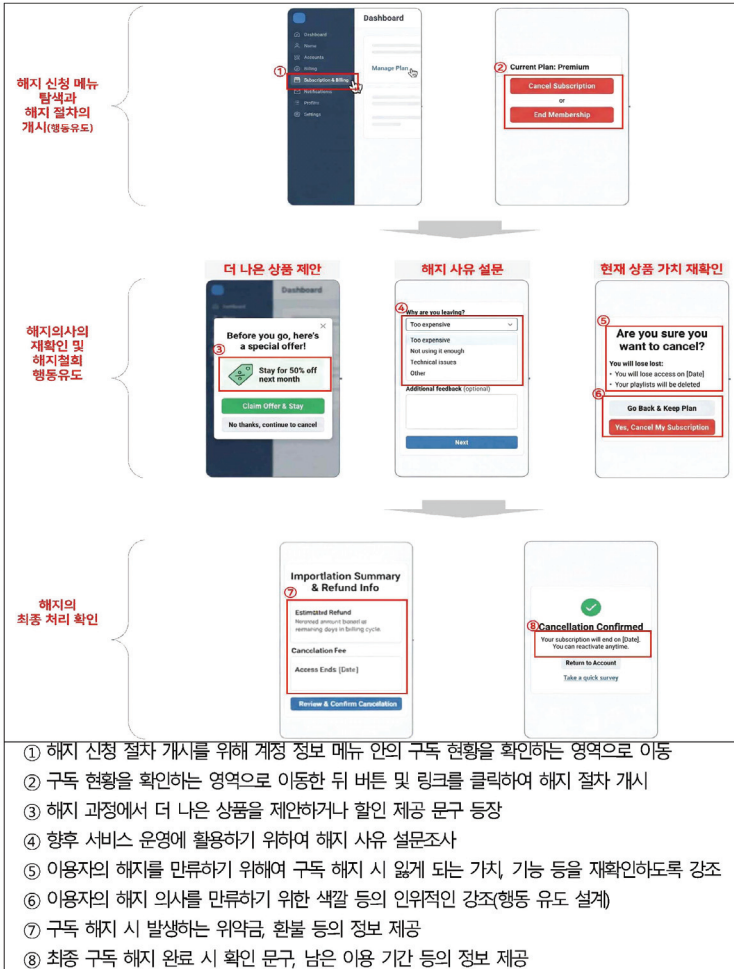 Dashboard
Dashboard
Home
Accounts
Billing
① Subscription & Billing
Notifications
Profile
Settings
Manage Plan
해지 신청 메뉴
탐색과
해지 절차의
개시(행동유도)
② Current Plan: Premium
Cancel Subscription
or
End Membership
더 나온 상품 제안
해지 사유 설문
현재 상품 가치 재확인
해지의사의
재확인 및
해지철회
행동유도
Dashboard
Before you go, here's
a special offer!
③ Stay for 50% off
next month
Claim Offer & Stay
No thanks, continue to cancel
④ Why are you leaving?
Too expensive
Too expensive
Not using it enough
Technical issues
Other
Additional feedback (optional)
Next
⑤ Are you sure you
want to cancel?
You will lose lost:
• You will lose access on [Date]
• Your playlists will be deleted
⑥ Go Back & Keep Plan
Yes, Cancel My Subscription
해지의
최종 처리 확인
Importlation Summary
& Refund Info
⑦ Estimated Refund
remaining days in billing cycle.
Cancelation Fee
Access Ends [Date]
Review & Confirm Cancelation
Cancellation Confirmed
⑧ Your subscription will end on [Date].
You can reactivate anytime.
Return to Account
Take a quick survey
① 해지 신청 절차 개시를 위해 계정 정보 메뉴 안의 구독 현황을 확인하는 영역으로 이동
② 구독 현황을 확인하는 영역으로 이동한 뒤 버튼 및 링크를 클릭하여 해지 절차 개시
③ 해지 과정에서 더 나은 상품을 제안하거나 할인 제공 문구 등장
④ 향후 서비스 운영에 활용하기 위하여 해지 사유 설문조사
⑤ 이용자의 해지를 만류하기 위해여 구독 해지 시 잃게 되는 가치, 기능 등을 재확인하도록 강조
⑥ 이용자의 해지 의사를 만류하기 위한 색깔 등의 인위적인 강조(행동 유도 설계)
⑦ 구독 해지 시 발생하는 위약금, 환불 등의 정보 제공
⑧ 최종 구독 해지 완료 시 확인 문구, 남은 이용 기간 등의 정보 제공